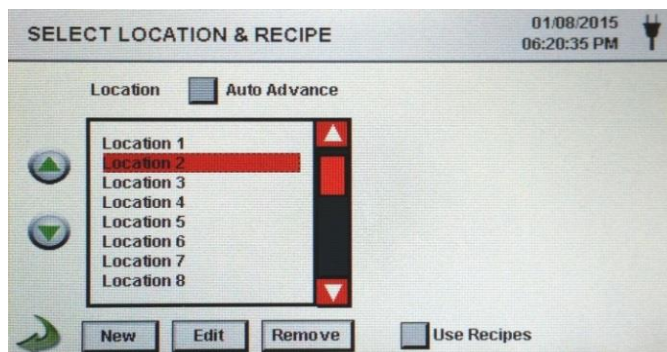 SELECT LOCATION & RECIPE
01/08/2015
06:20:35 PM
Location
Auto Advance
Location 1
Location 2
Location 3
Location 4
Location 5
Location 6
Location 7
Location 8
New
Edit
Remove
Use Recipes